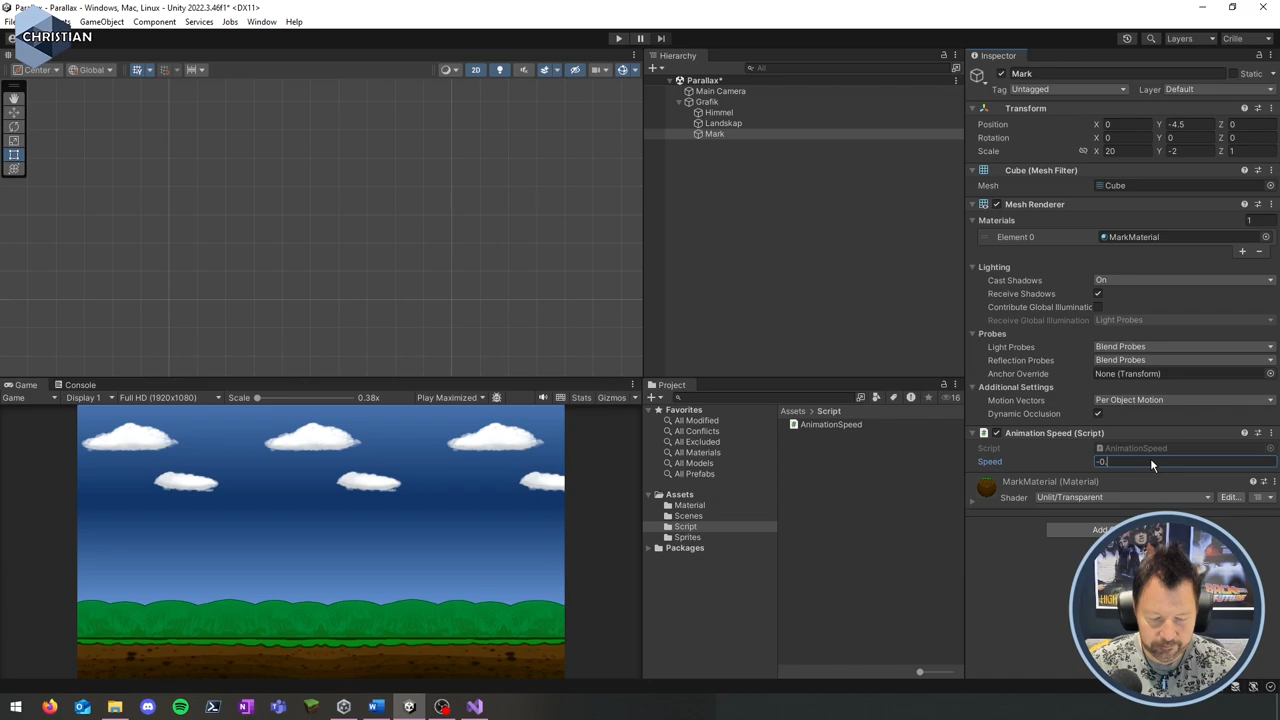 Parallax - Parallax - Windows, Mac, Linux - Unity 2022.3.46f1* <DX11>
GameObject Component Services Jobs Window Help
CHRISTIAN
Layers Crille
Center Global 2D
Hierarchy
All
Parallax*
Main Camera
Grafik
Himmel
Landskap
Mark
Inspector
Mark Static
Tag Untagged Layer Default
Transform
Position X 0 Y -4.5 Z 0
Rotation X 0 Y 0 Z 0
Scale X 20 Y -2 Z 1
Cube (Mesh Filter)
Mesh Cube
Mesh Renderer
Materials 1
Element 0 MarkMaterial
Lighting
Cast Shadows On
Receive Shadows
Contribute Global Illuminatic
Receive Global Illumination Light Probes
Probes
Light Probes Blend Probes
Reflection Probes Blend Probes
Anchor Override None (Transform)
Additional Settings
Motion Vectors Per Object Motion
Dynamic Occlusion
Animation Speed (Script)
Script AnimationSpeed
Speed -0.
MarkMaterial (Material)
Shader Unlit/Transparent Edit...
Game Console
Game Display 1 Full HD (1920x1080) Scale 0.38x Play Maximized Stats Gizmos
Project
16
Favorites
All Modified
All Conflicts
All Excluded
All Materials
All Models
All Prefabs
Assets
Material
Scenes
Script
Sprites
Packages
Assets > Script
AnimationSpeed